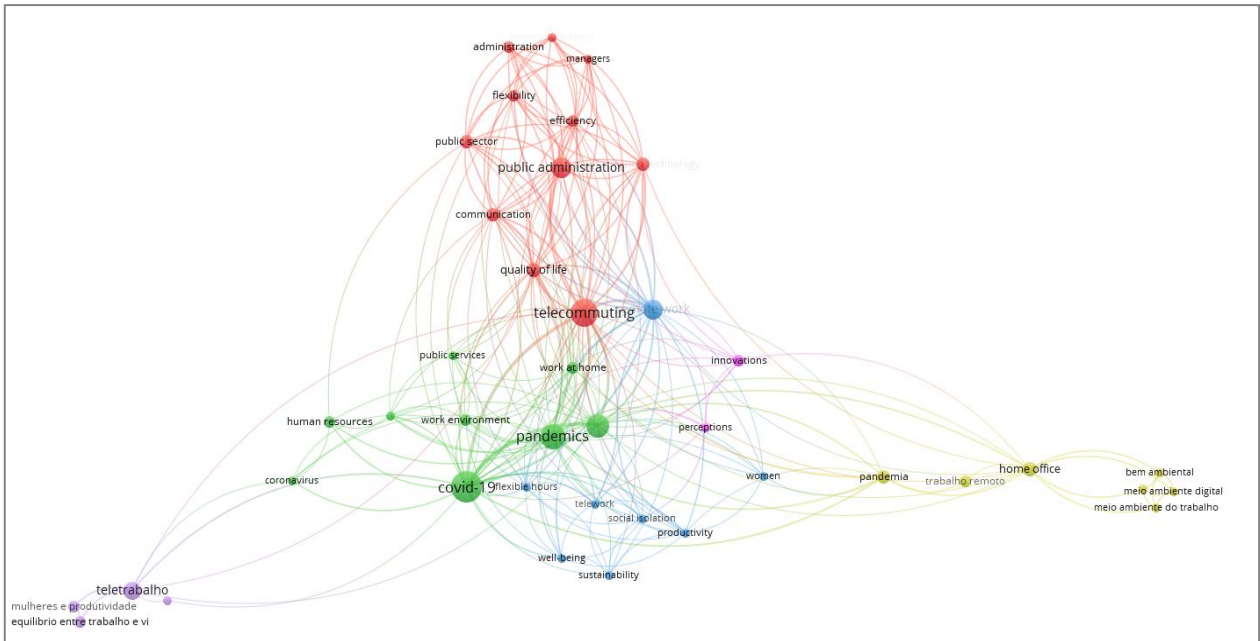 administration
managers
flexibility
efficiency
public sector
public administration
technology
communication
quality of life
telecommuting
work
public services
work at home
innovations
human resources
work environment
pandemics
perceptions
coronavirus
covid-19
flexible hours
women
pandemia
trabalho remoto
home office
bem ambiental
meio ambiente digital
meio ambiente do trabalho
telework
social isolation
productivity
well-being
sustainability
teletrabalho
mulheres e produtividade
equilibrio entre trabalho e vi